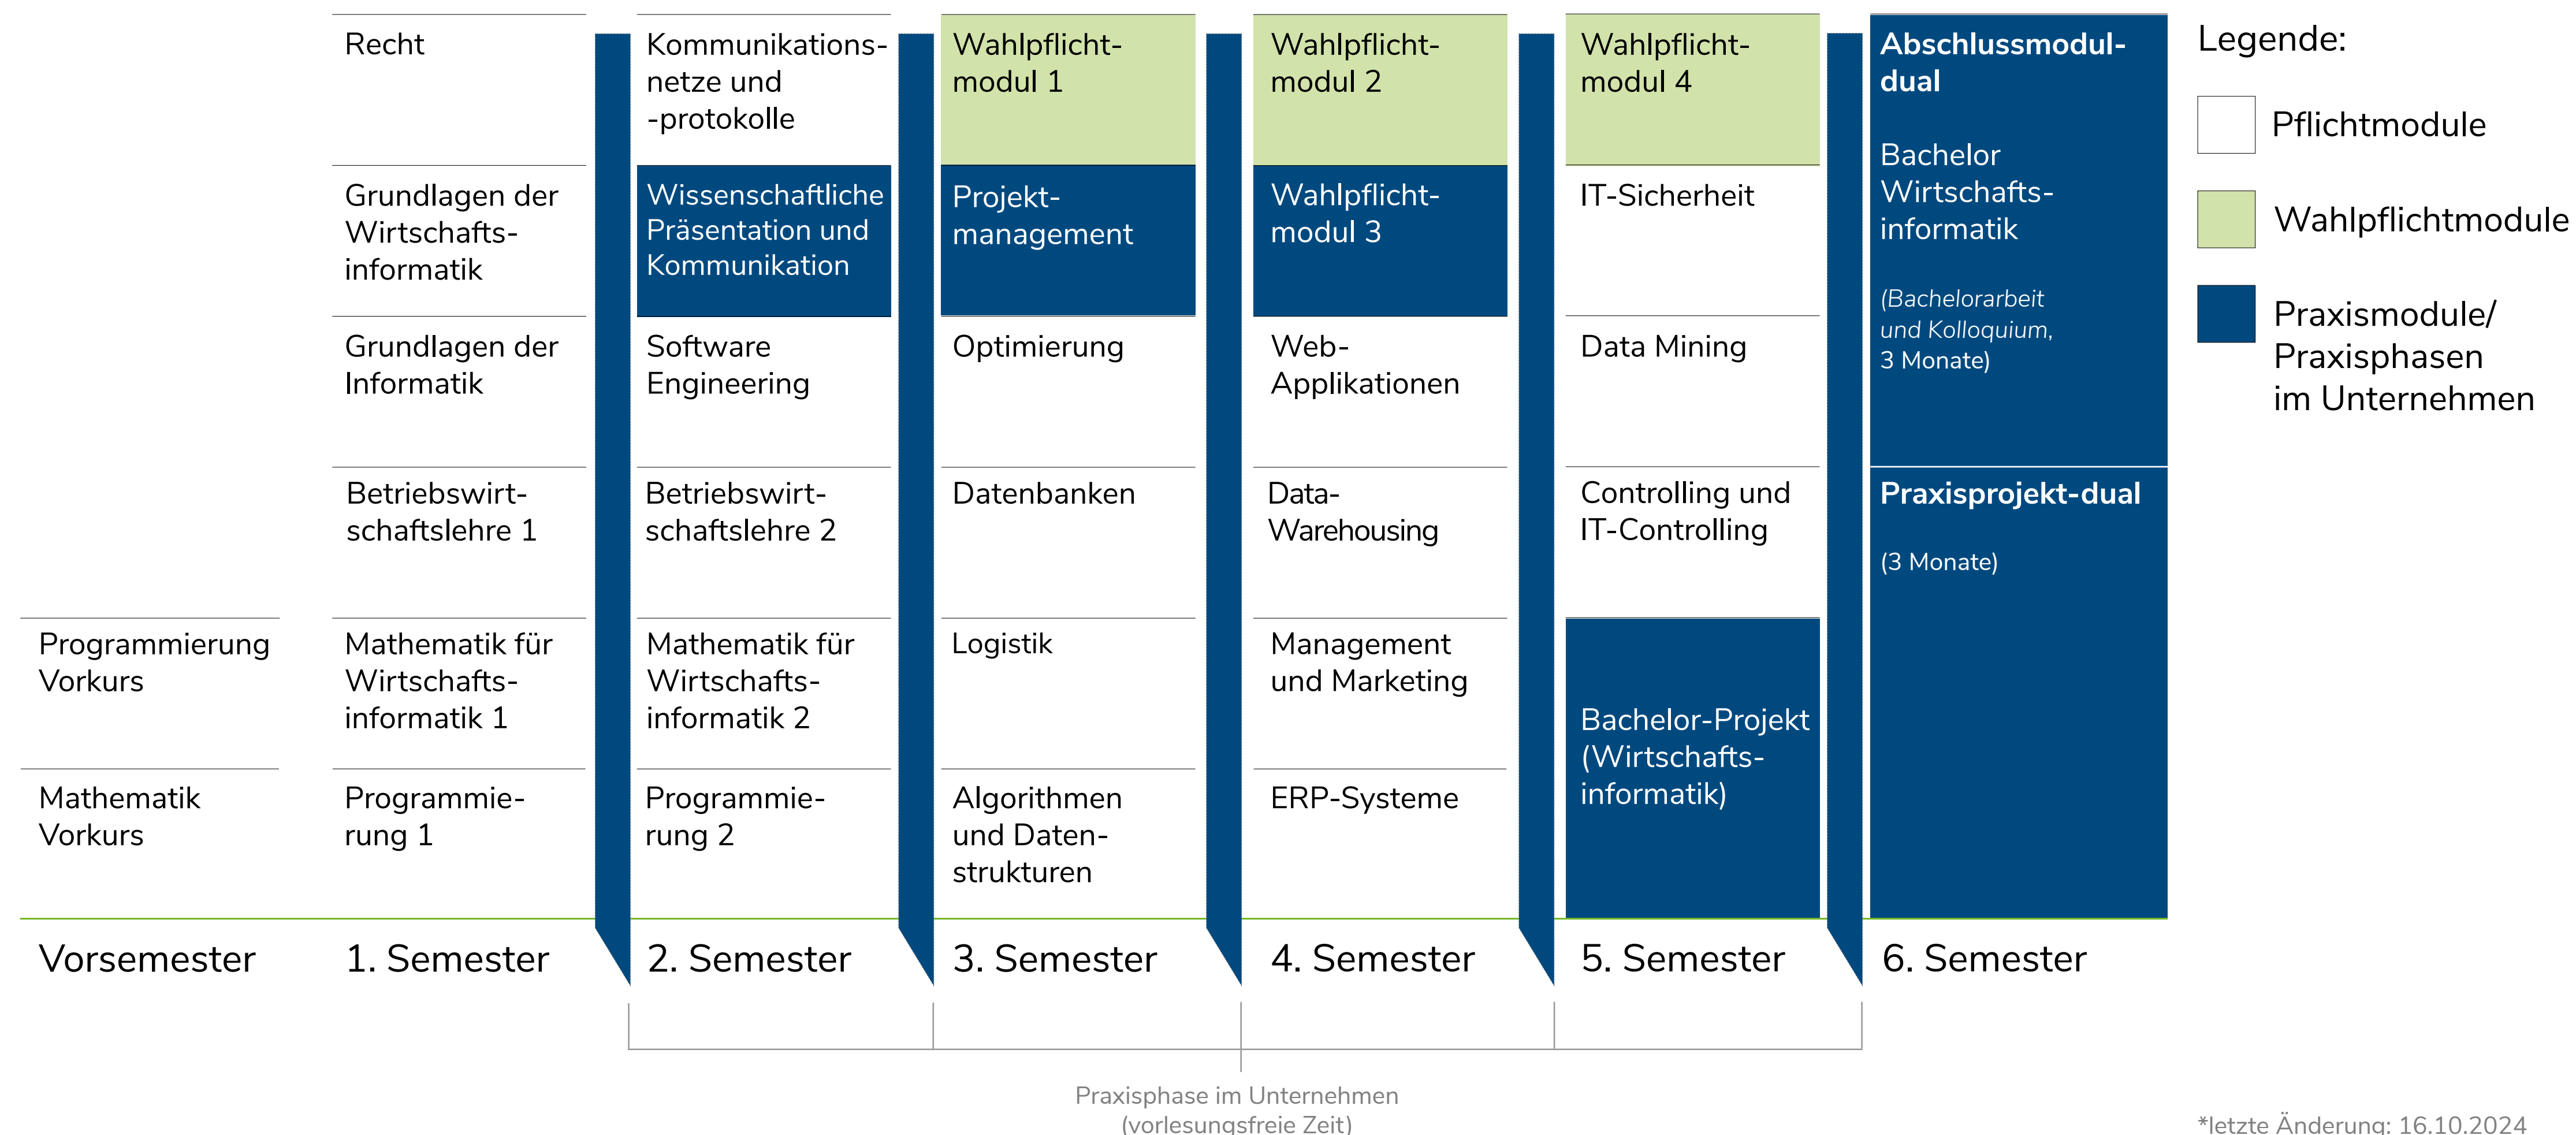 Recht
Kommunikations-
netze und
-protokolle
Wahlpflicht-
modul 1
Wahlpflicht-
modul 2
Wahlpflicht-
modul 4
Abschlussmodul-
dual
Bachelor
Wirtschafts-
informatik
(Bachelorarbeit
und Kolloquium,
3 Monate)
Grundlagen der
Wirtschafts-
informatik
Wissenschaftliche
Präsentation und
Kommunikation
Projekt-
management
Wahlpflicht-
modul 3
IT-Sicherheit
Grundlagen der
Informatik
Software
Engineering
Optimierung
Web-
Applikationen
Data Mining
Betriebswirt-
schaftslehre 1
Betriebswirt-
schaftslehre 2
Datenbanken
Data-
Warehousing
Controlling und
IT-Controlling
Praxisprojekt-dual
(3 Monate)
Programmierung
Vorkurs
Mathematik für
Wirtschafts-
informatik 1
Mathematik für
Wirtschafts-
informatik 2
Logistik
Management
und Marketing
Bachelor-Projekt
(Wirtschafts-
informatik)
Mathematik
Vorkurs
Programmie-
rung 1
Programmie-
rung 2
Algorithmen
und Daten-
strukturen
ERP-Systeme
Vorsemester
1. Semester
2. Semester
3. Semester
4. Semester
5. Semester
6. Semester
Praxisphase im Unternehmen
(vorlesungsfreie Zeit)
Legende:
Pflichtmodule
Wahlpflichtmodule
Praxismodule/
Praxisphasen
im Unternehmen
*letzte Änderung: 16.10.2024